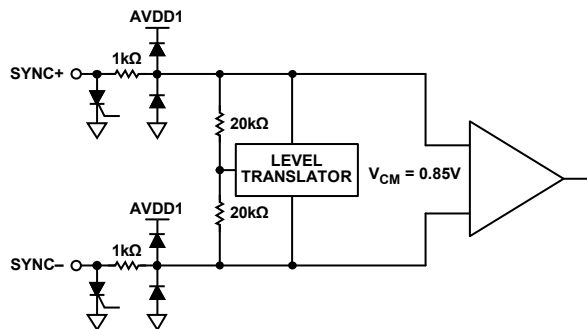 AVDD1
1kΩ
SYNC+
20kΩ
LEVEL
TRANSLATOR
V_CM = 0.85V
20kΩ
AVDD1
1kΩ
SYNC–